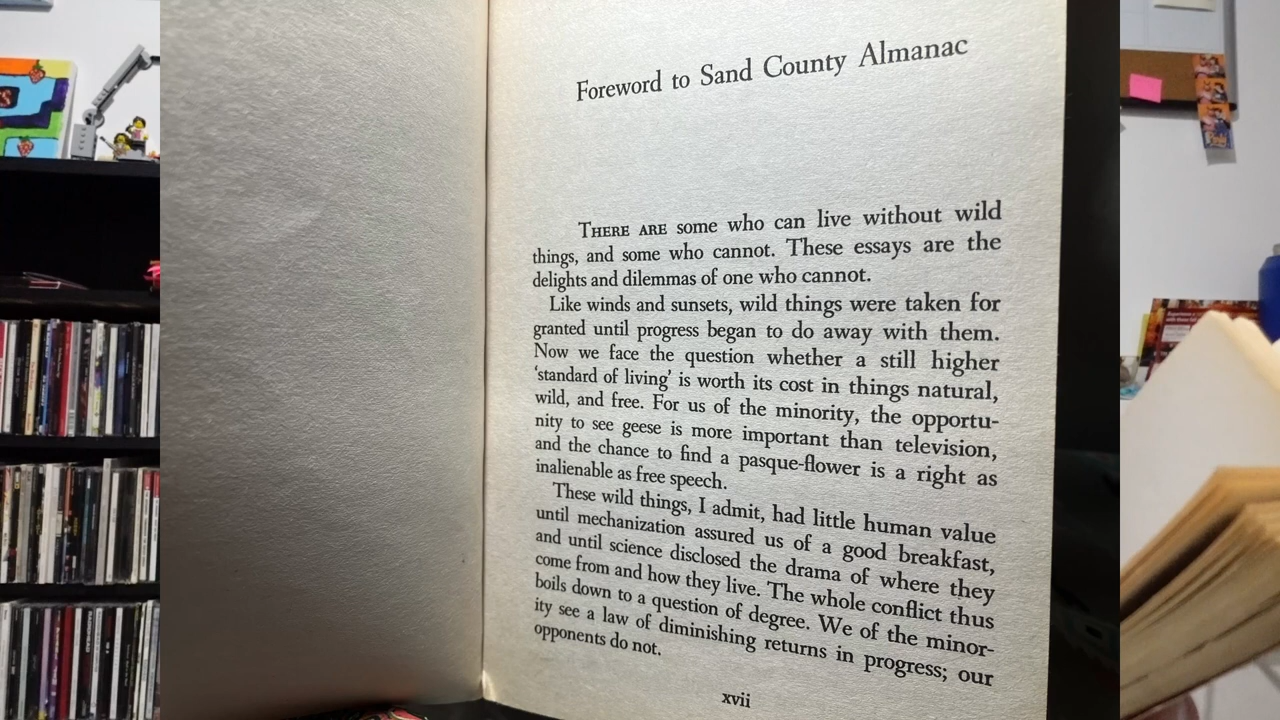 Foreword to Sand County Almanac
THERE ARE some who can live without wild
things, and some who cannot. These essays are the
delights and dilemmas of one who cannot.
Like winds and sunsets, wild things were taken for
granted until progress began to do away with them.
Now we face the question whether a still higher
‘standard of living’ is worth its cost in things natural,
wild, and free. For us of the minority, the opportu-
nity to see geese is more important than television,
and the chance to find a pasque-flower is a right as
inalienable as free speech.
These wild things, I admit, had little human value
until mechanization assured us of a good breakfast,
and until science disclosed the drama of where they
come from and how they live. The whole conflict thus
boils down to a question of degree. We of the minor-
ity see a law of diminishing returns in progress; our
opponents do not.
xvii